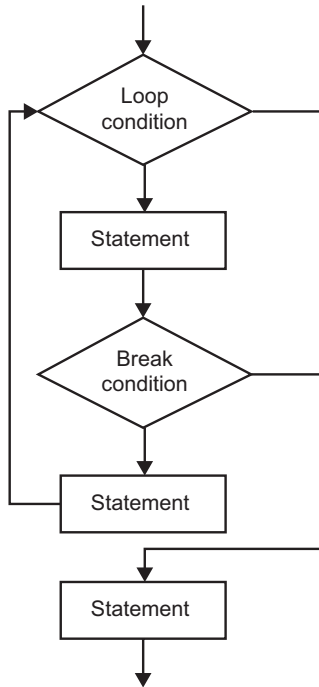 Loop
condition
Statement
Break
condition
Statement
Statement